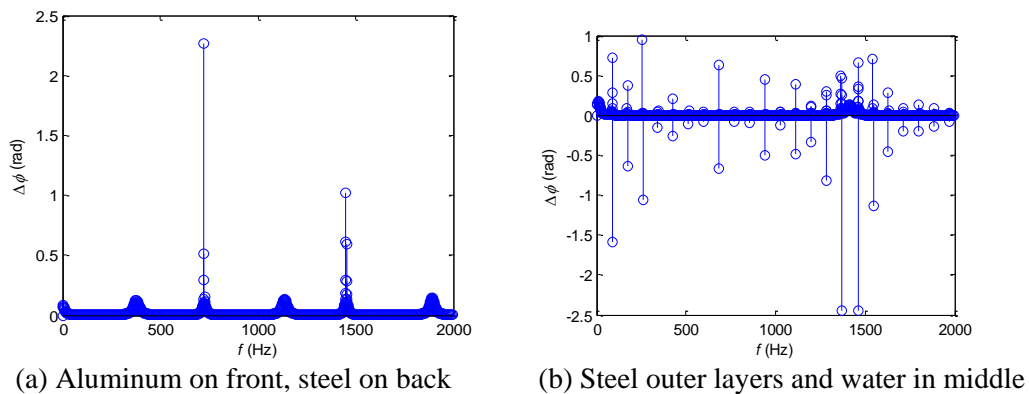 2.5
2
1.5
1
0.5
0
Δϕ (rad)
0 500 1000 1500 2000
f (Hz)
(a) Aluminum on front, steel on back
1
0.5
0
-0.5
-1
-1.5
-2
-2.5
Δϕ (rad)
0 500 1000 1500 2000
f (Hz)
(b) Steel outer layers and water in middle